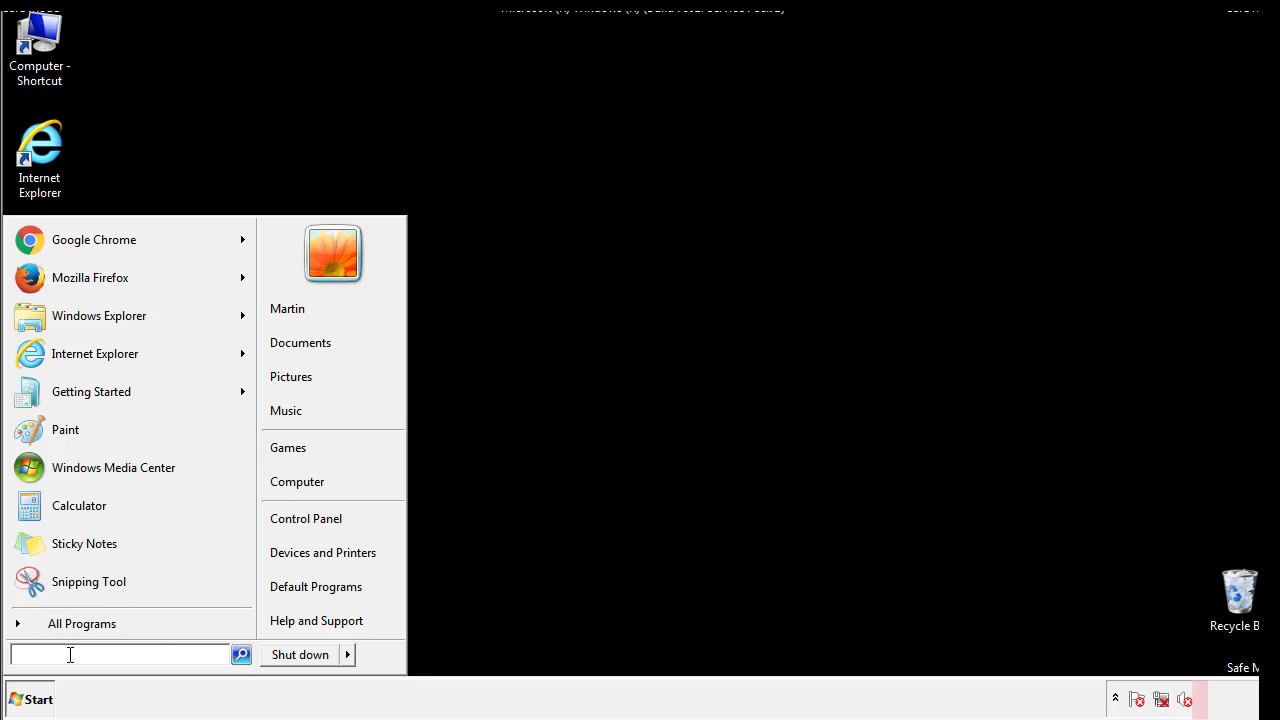 Computer -
Shortcut
Internet
Explorer
Google Chrome
Mozilla Firefox
Windows Explorer
Internet Explorer
Getting Started
Paint
Windows Media Center
Calculator
Sticky Notes
Snipping Tool
All Programs
Martin
Documents
Pictures
Music
Games
Computer
Control Panel
Devices and Printers
Default Programs
Help and Support
Shut down
Recycle B
Safe M
Start